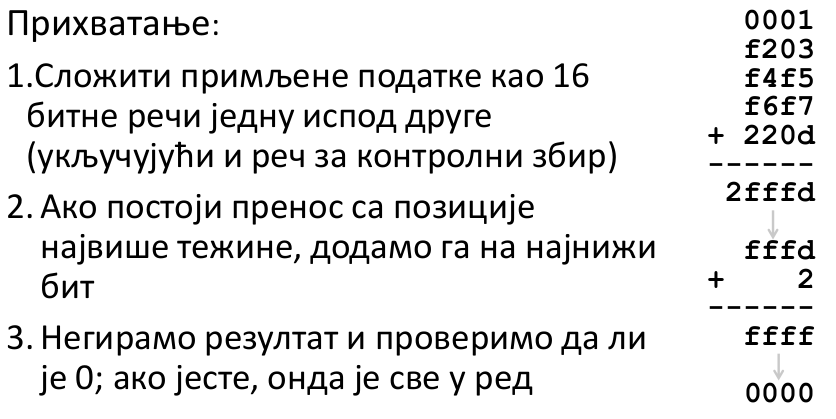 Прихватање:
1.Сложити примљене податке као 16
битне речи једну испод друге
(укључујући и реч за контролни збир)
2. Ако постоји пренос са позиције
највише тежине, додамо га на најнижи
бит
3. Негирамо резултат и проверимо да ли
је 0; ако јесте, онда је све у ред
0001
f203
f4f5
f6f7
+ 220d
------
2fffd
↓
fffd
+ 2
------
ffff
↓
0000